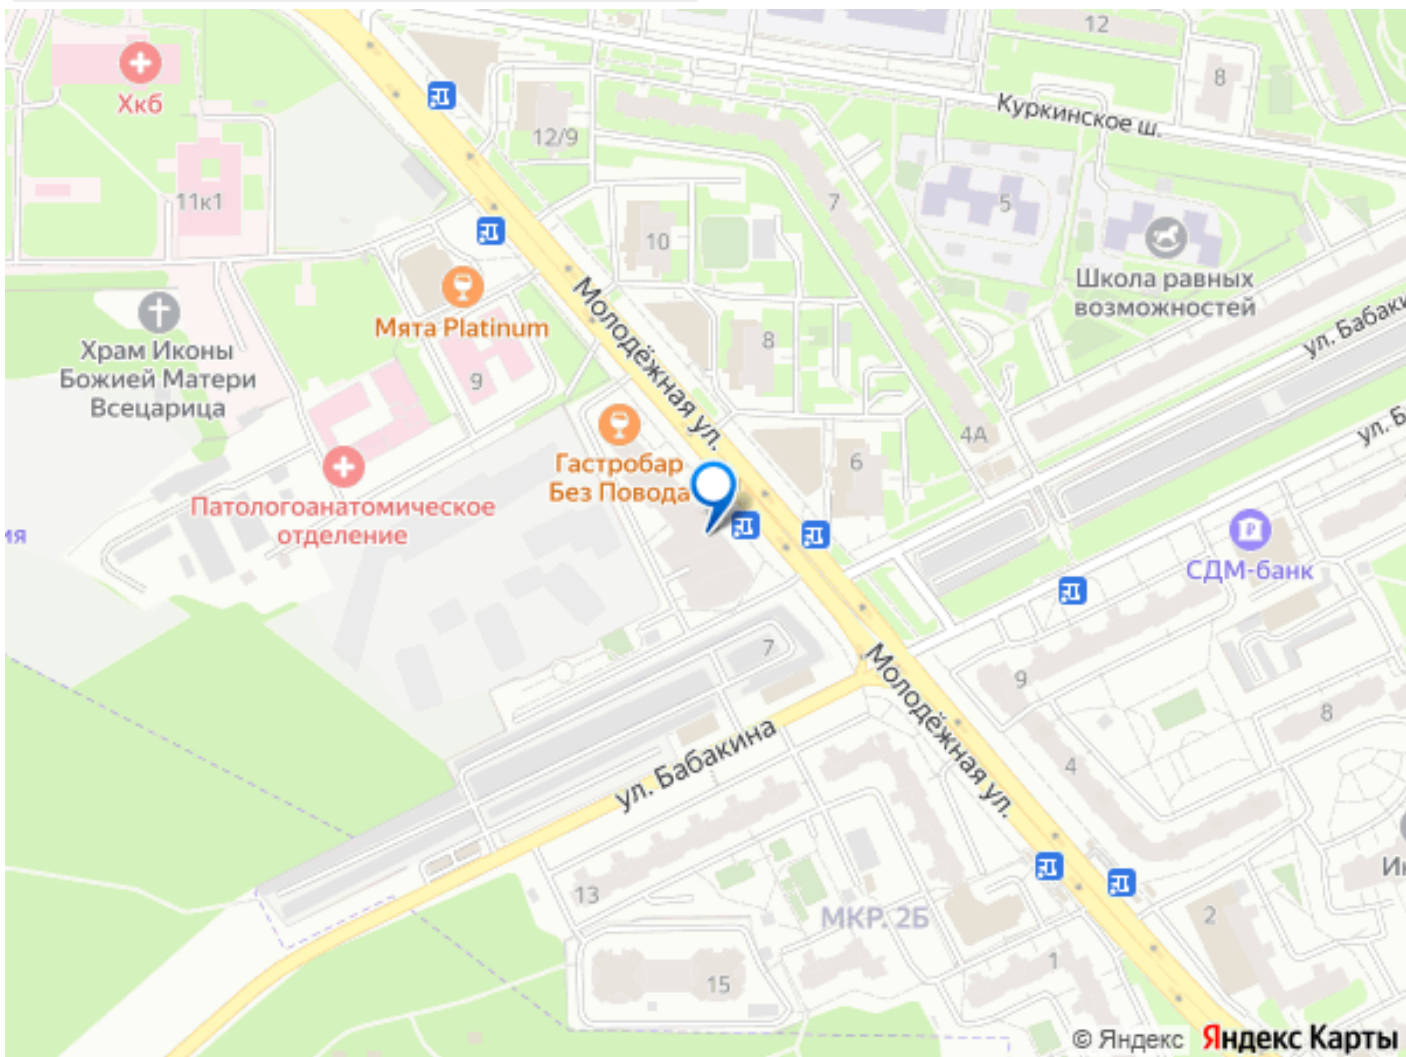 12
8
Хкб
Куркинское ш.
12/9
11к1
7
5
10
Школа равных
возможностей
Мята Platinum
Молодёжная ул.
Храм Иконы
Божией Матери
Всецарица
8
9
ул. Бабаки
ул. Б
4А
Гастробар
Без Повода
6
Патологоанатомическое
отделение
ия
СДМ-банк
7
9
Молодёжная ул.
8
ул. Бабакина
4
13
МКР. 2Б
2
1
15
© Яндекс
Яндекс Карты